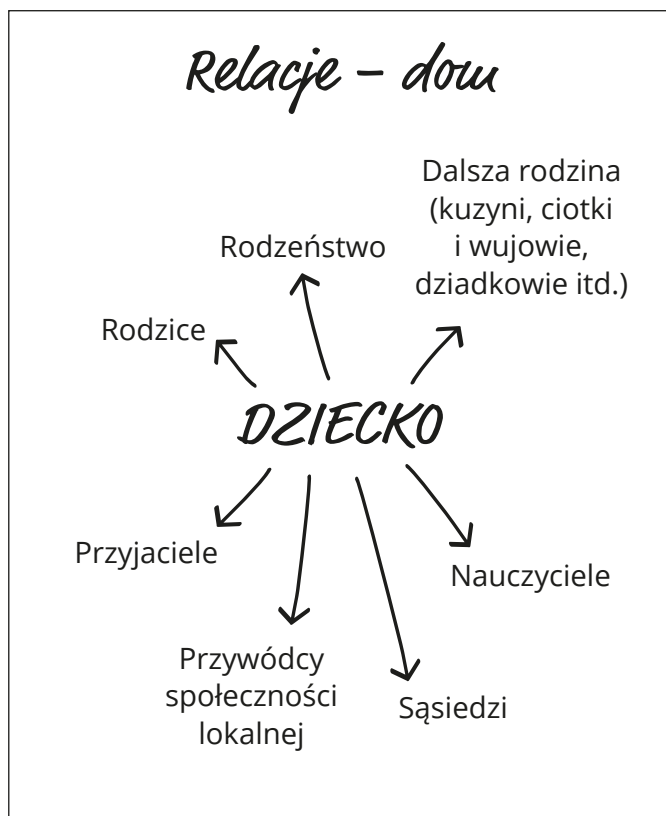 Relacje – dom
Dalsza rodzina
(kuzyni, ciotki
i wujowie,
dziadkowie itd.)
Rodzeństwo
Rodzice
DZIECKO
Przyjaciele
Nauczyciele
Przywódcy
społeczności
lokalnej
Sąsiedzi